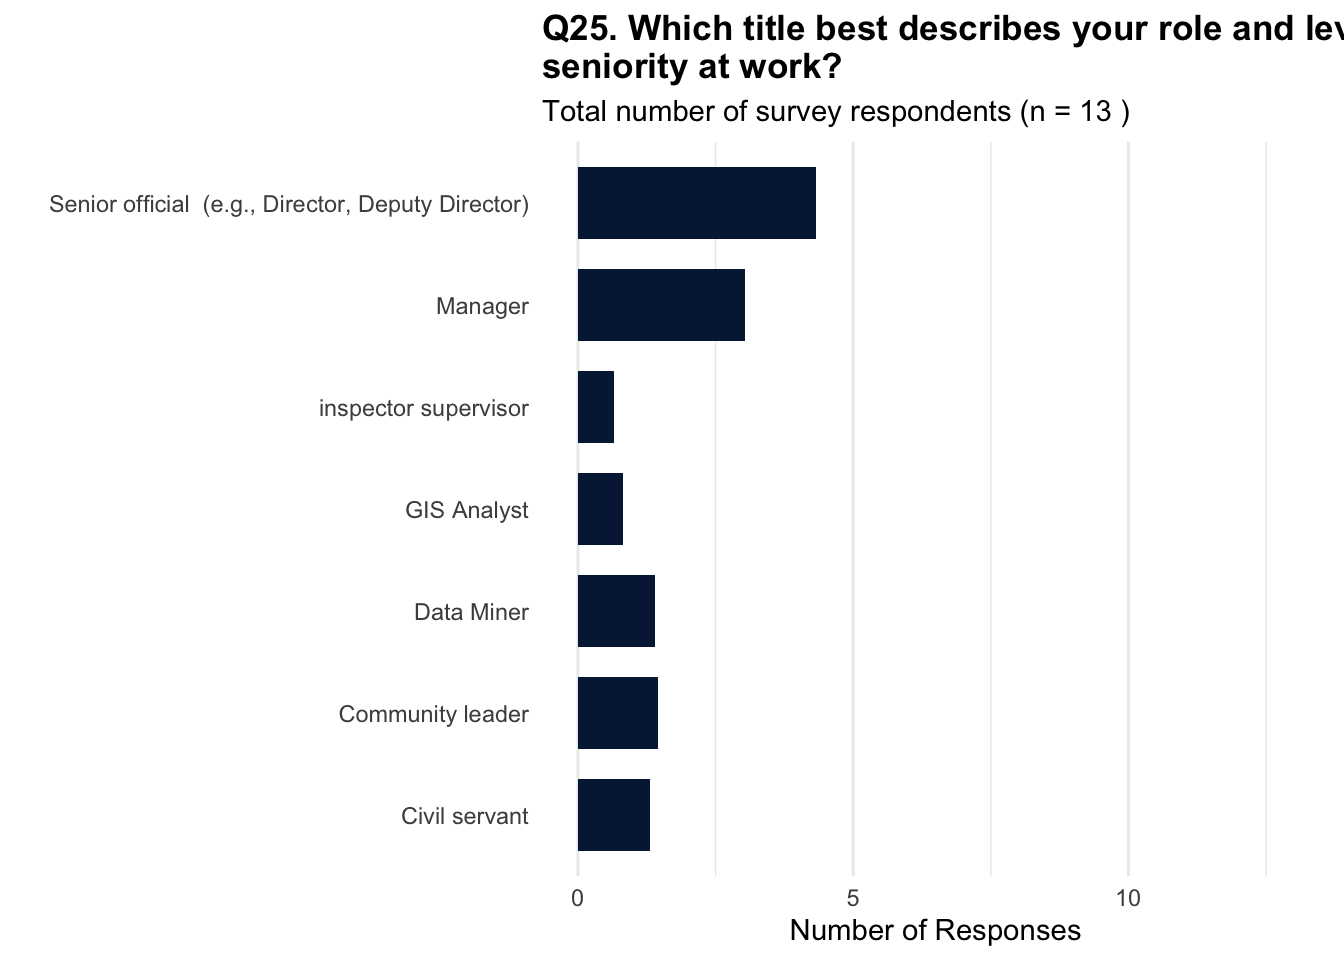 Q25. Which title best describes your role and lev
seniority at work?
Total number of survey respondents (n = 13 )
Senior official  (e.g., Director, Deputy Director)
Manager
inspector supervisor
GIS Analyst
Data Miner
Community leader
Civil servant
0 5 10
Number of Responses